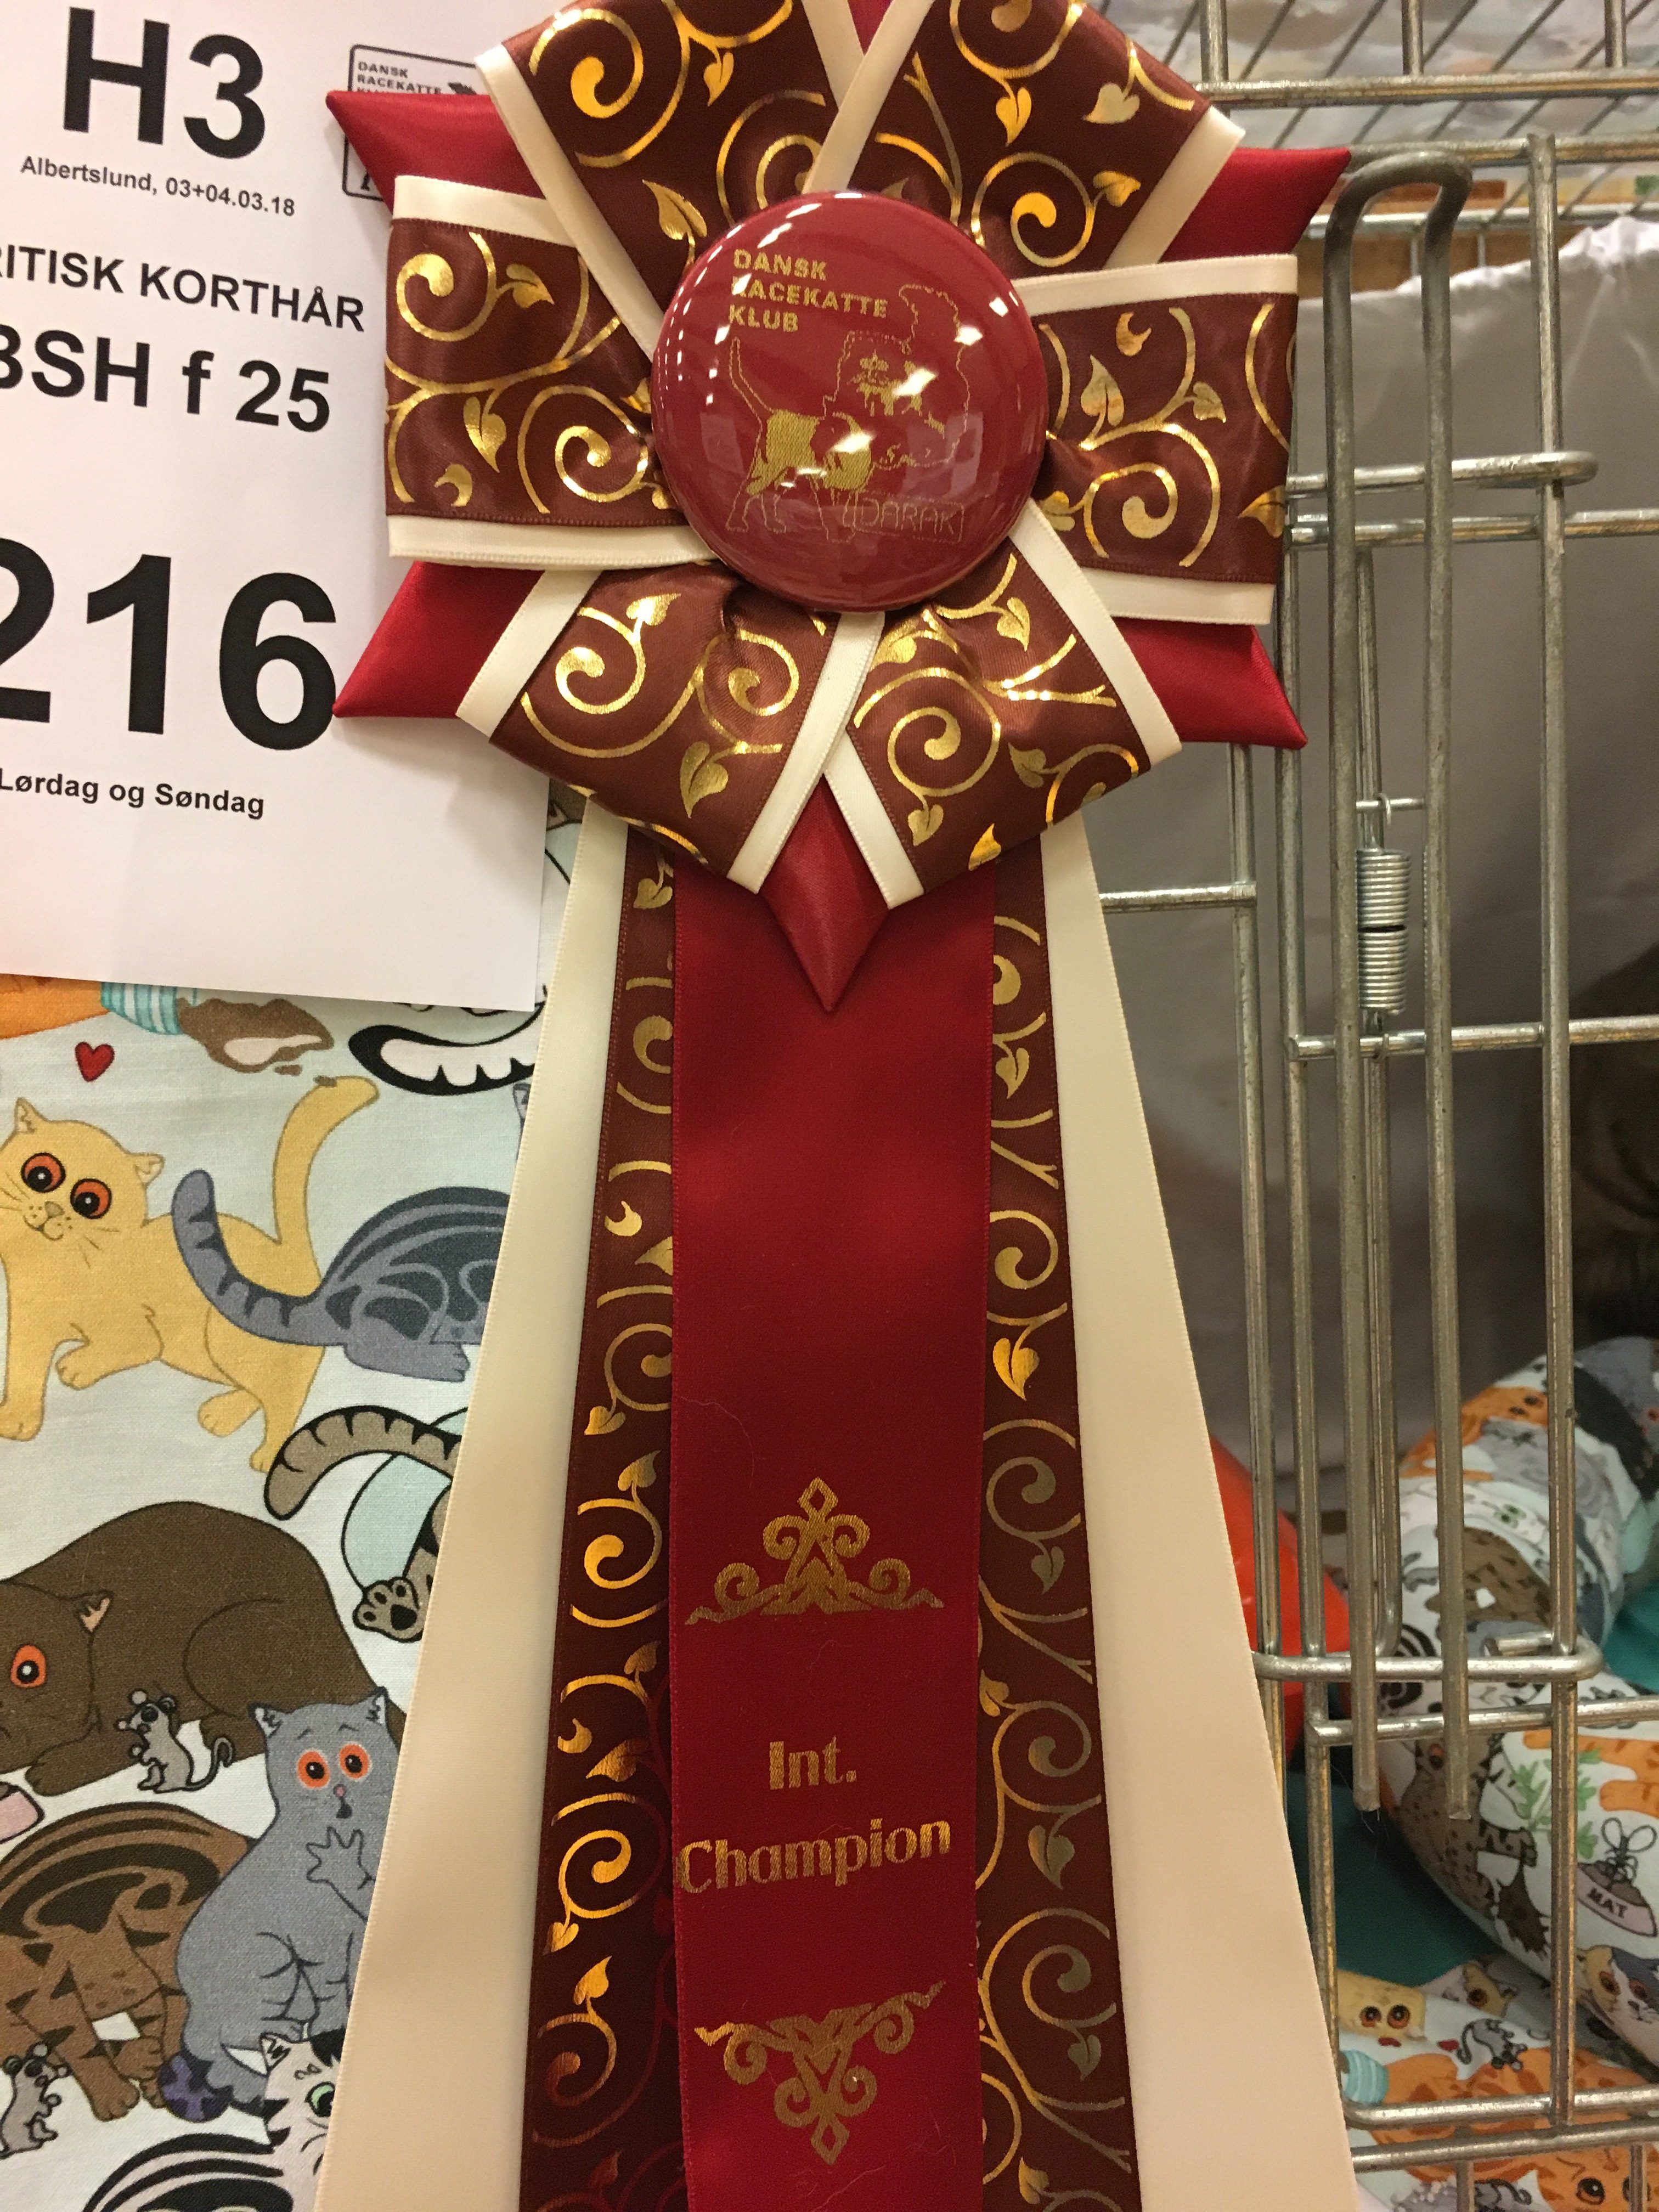 H3
Albertslund, 03+04.03.18
DANSK
RACEKATTE
RITISK KORTHÅR
BSH f 25
216
Lørdag og Søndag
DANSK
RACEKATTE
KLUB
DARAK
Int.
Champion
MAT